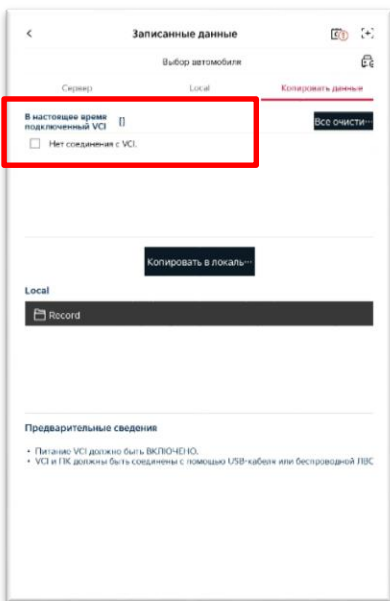 Записанные данные
Выбор автомобиля
Сервер Local Копировать данные
В настоящее время
подключенный VCI []
Все очисти...
Нет соединения с VCI.
Копировать в локаль...
Local
Record
Предварительные сведения
• Питание VCI должно быть ВКЛЮЧЕНО.
• VCI и ПК должны быть соединены с помощью USB-кабеля или беспроводной ЛВС